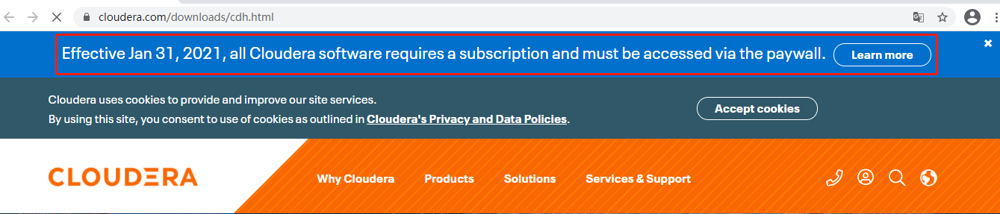 cloudera.com/downloads/cdh.html
Effective Jan 31, 2021, all Cloudera software requires a subscription and must be accessed via the paywall. Learn more
Cloudera uses cookies to provide and improve our site services.
By using this site, you consent to use of cookies as outlined in Cloudera's Privacy and Data Policies.
Accept cookies
CLOUDERA Why Cloudera Products Solutions Services & Support